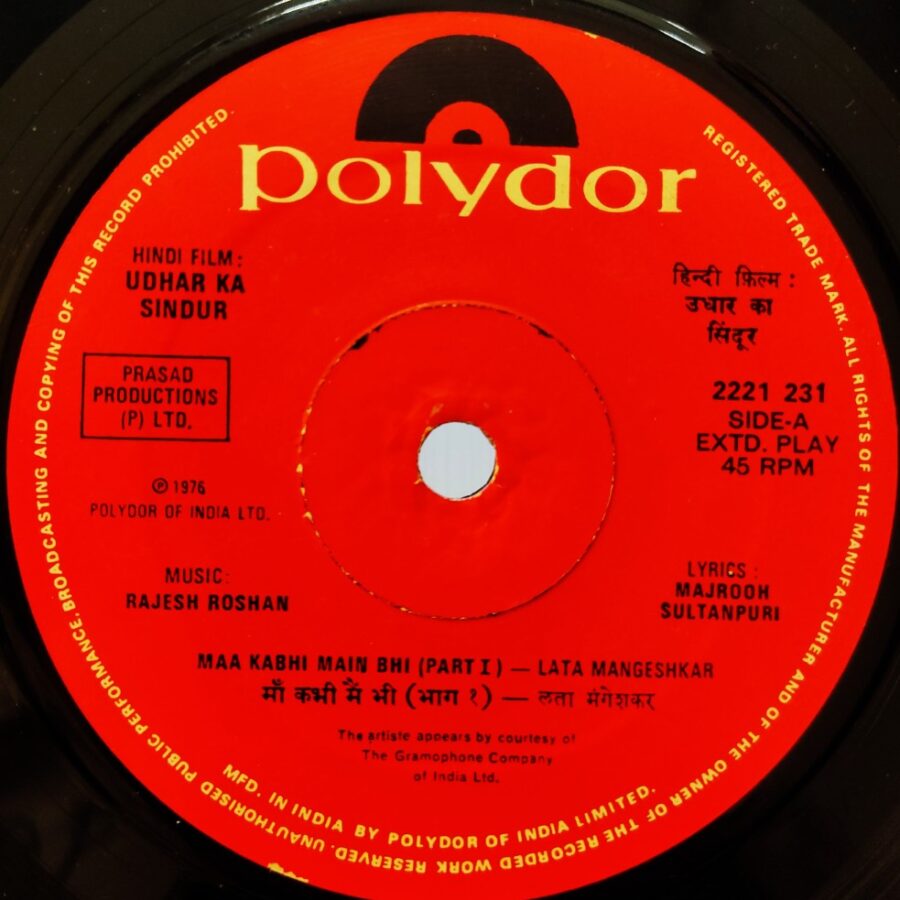 polydor
HINDI FILM:
UDHAR KA
SINDUR
PRASAD
PRODUCTIONS
(P) LTD.
℗ 1976
POLYDOR OF INDIA LTD.
MUSIC:
RAJESH ROSHAN
हिन्दी फ़िल्म :
उधार का
सिंदूर
2221 231
SIDE-A
EXTD. PLAY
45 RPM
LYRICS :
MAJROOH
SULTANPURI
MAA KABHI MAIN BHI (PART I) — LATA MANGESHKAR
माँ कभी मैं भी (भाग १) — लता मंगेशकर
The artiste appears by courtesy of
The Gramophone Company
of India Ltd.
REGISTERED TRADE MARK. ALL RIGHTS OF THE MANUFACTURER AND OF THE OWNER OF THE RECORDED WORK RESERVED. UNAUTHORISED PUBLIC PERFORMANCE, BROADCASTING AND COPYING OF THIS RECORD PROHIBITED.
MFD. IN INDIA BY POLYDOR OF INDIA LIMITED.